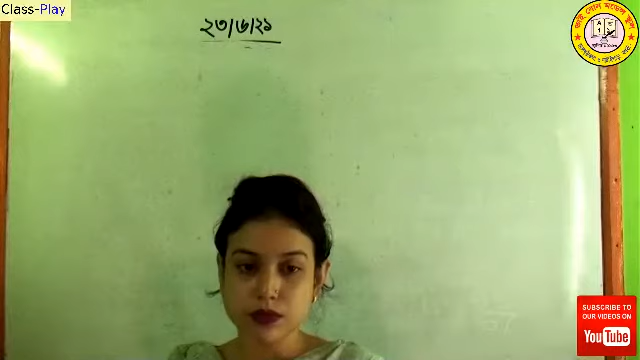 Class-Play
২৩/৬/২১
SUBSCRIBE TO
OUR VIDEOS ON
YouTube